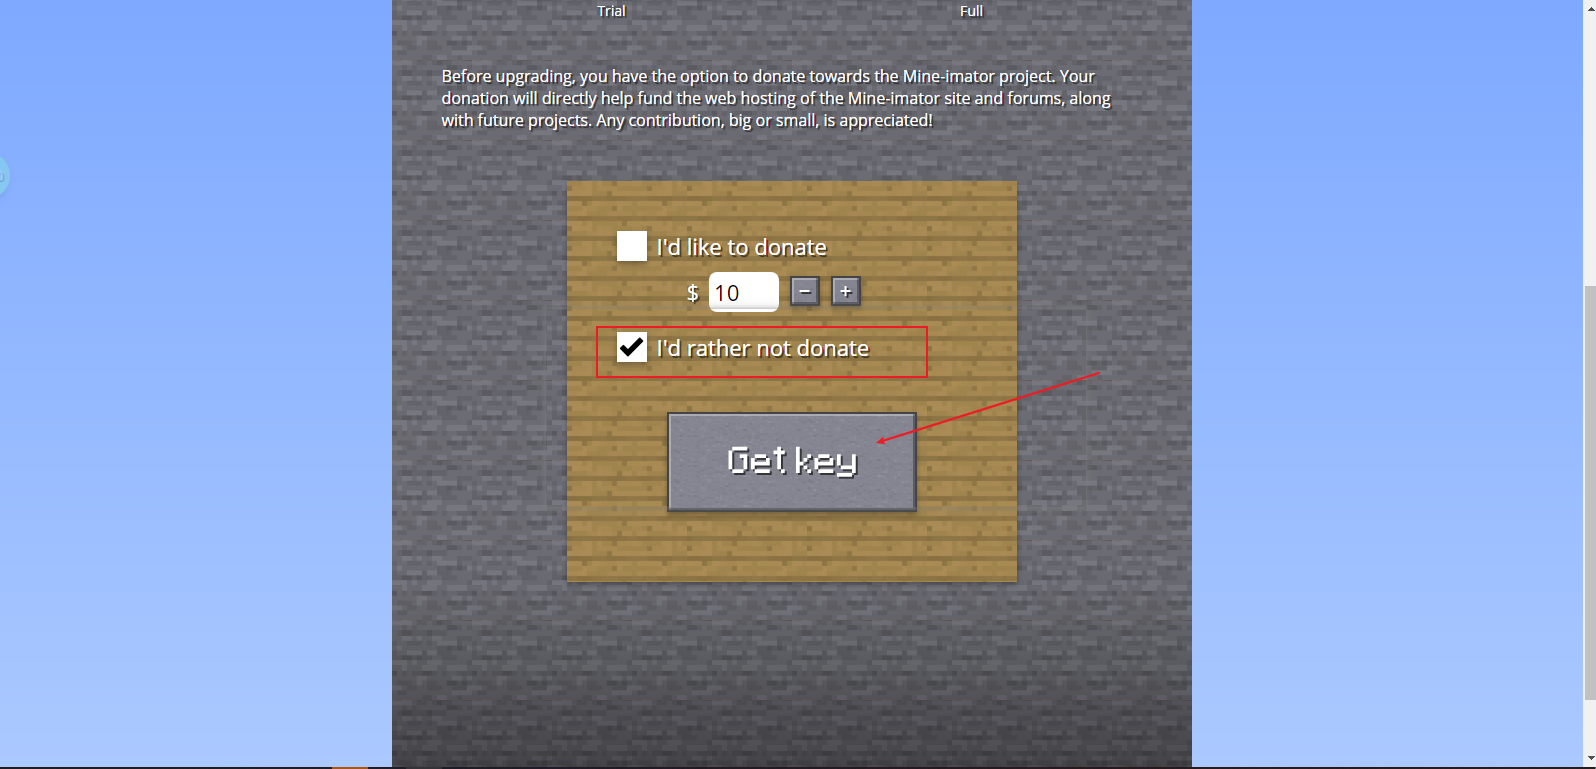 Trial Full
Before upgrading, you have the option to donate towards the Mine-imator project. Your
donation will directly help fund the web hosting of the Mine-imator site and forums, along
with future projects. Any contribution, big or small, is appreciated!
I'd like to donate
$ 10 − +
I'd rather not donate
Get key